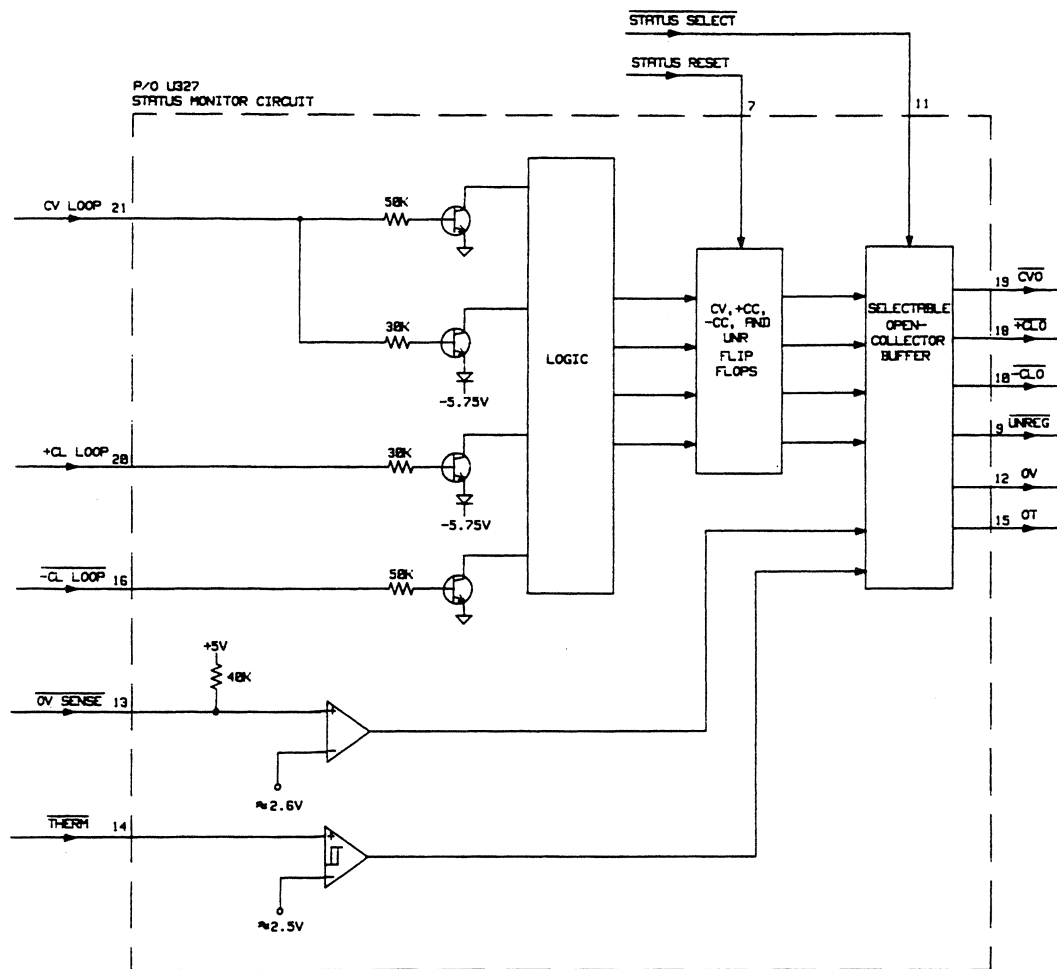 STATUS SELECT
STATUS RESET
P/O U327
STATUS MONITOR CIRCUIT
7
11
CV LOOP 21
50K
30K
-5.75V
+CL LOOP 20
30K
-5.75V
-CL LOOP 16
50K
LOGIC
CV, +CC,
-CC, AND
UNR
FLIP
FLOPS
SELECTABLE
OPEN-
COLLECTOR
BUFFER
19 CVO
18 +CLO
10 -CLO
9 UNREG
12 OV
15 OT
+5V
40K
OV SENSE 13
≈2.6V
THERM 14
≈2.5V